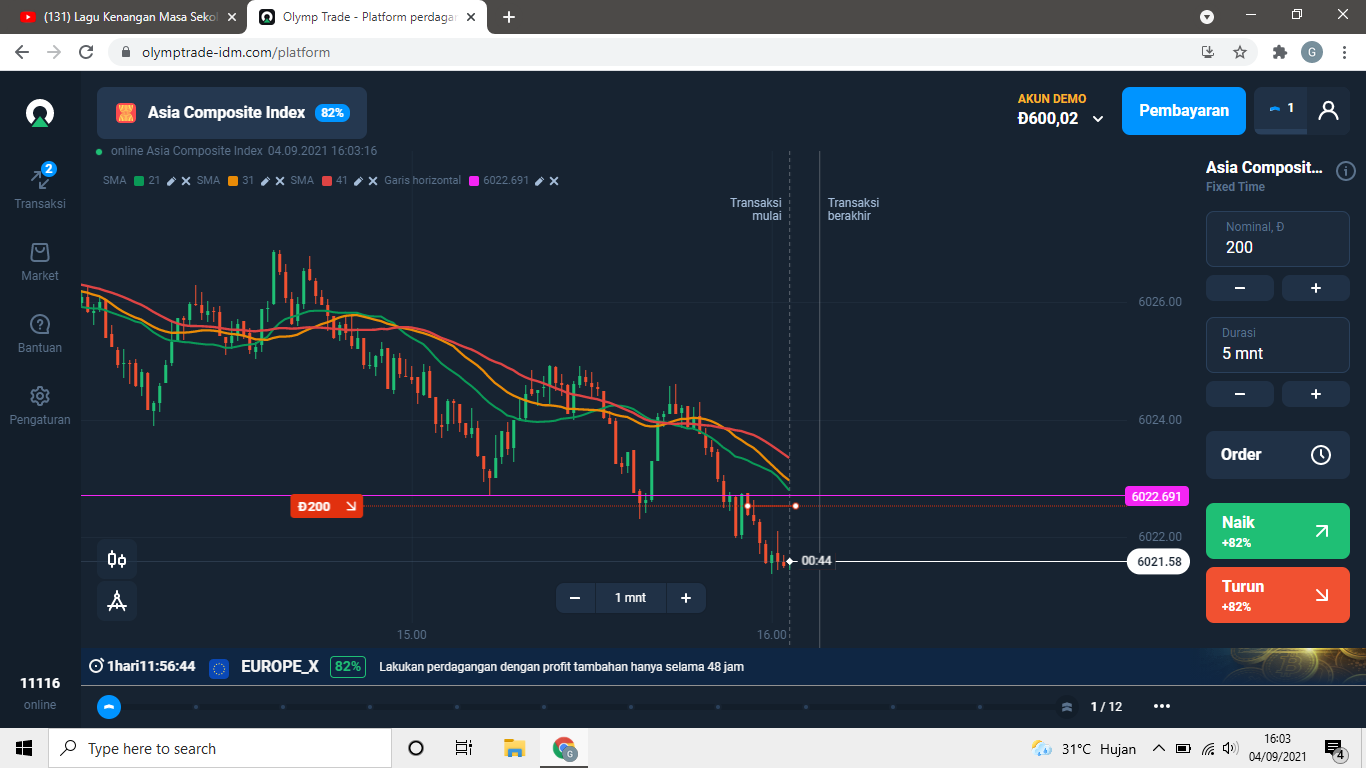 (131) Lagu Kenangan Masa Sekol
Olymp Trade - Platform perdagan
olymptrade-idm.com/platform
G
Asia Composite Index 82%
AKUN DEMO
Đ600,02
Pembayaran
1
online Asia Composite Index 04.09.2021 16:03:16
SMA 21 SMA 31 SMA 41 Garis horizontal 6022.691
Transaksi
mulai
Transaksi
berakhir
2
Transaksi
Market
Bantuan
Pengaturan
11116
online
6026.00
6024.00
6022.691
6022.00
6021.58
Đ200
00:44
1 mnt
15.00
16.00
Asia Composit...
Fixed Time
Nominal, Đ
200
Durasi
5 mnt
Order
Naik
+82%
Turun
+82%
1hari11:56:44 EUROPE_X 82% Lakukan perdagangan dengan profit tambahan hanya selama 48 jam
1 / 12
Type here to search
G
31°C Hujan
16:03
04/09/2021
4